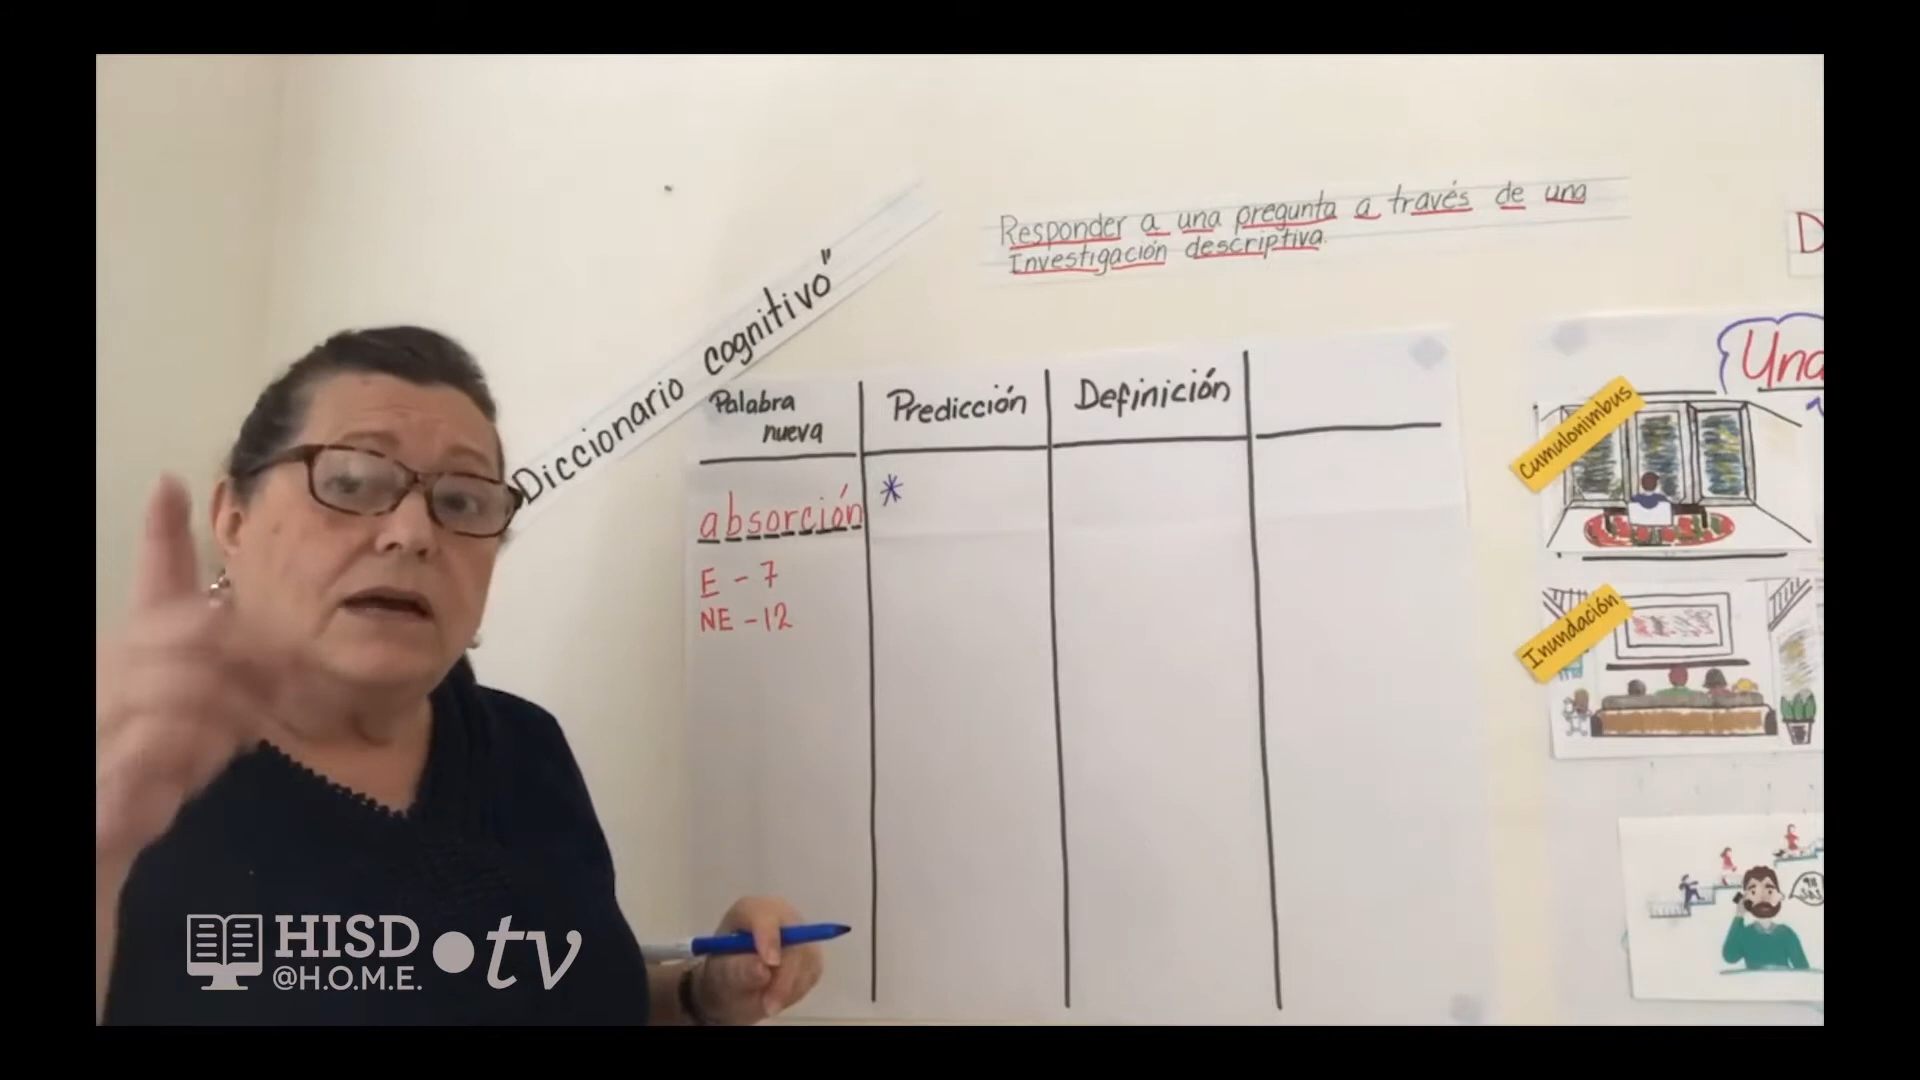 Responder a una pregunta a través de una
Investigación descriptiva.
D
Diccionario cognitivo"
Palabra
nueva
Predicción
Definición
absorción
*
E - 7
NE - 12
Una
Cumulonimbus
Inundación
911
HISD
@H.O.M.E.
tv